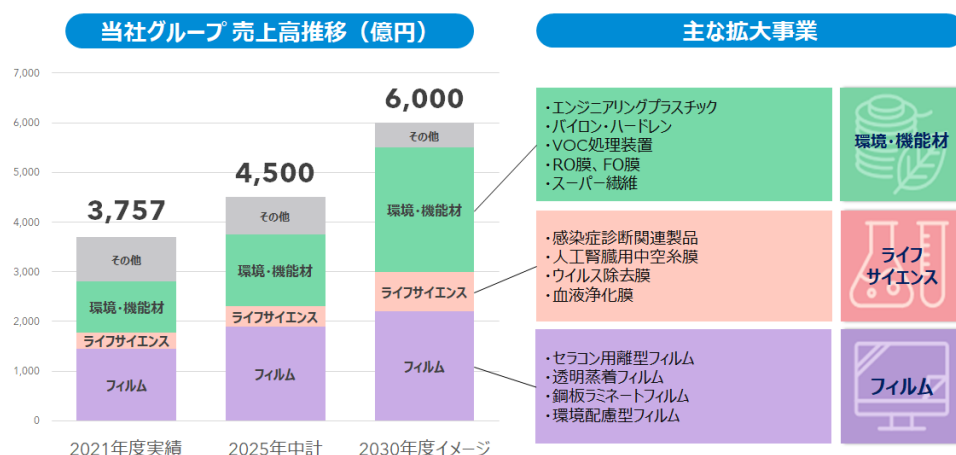 当社グループ 売上高推移（億円）
主な拡大事業
7,000
6,000
5,000
4,000
3,000
2,000
1,000
0
3,757
その他
環境・機能材
ライフサイエンス
フィルム
2021年度実績
4,500
その他
環境・機能材
ライフサイエンス
フィルム
2025年中計
6,000
その他
環境・機能材
ライフサイエンス
フィルム
2030年度イメージ
・エンジニアリングプラスチック
・バイロン・ハードレン
・VOC処理装置
・RO膜、FO膜
・スーパー繊維
環境・機能材
・感染症診断関連製品
・人工腎臓用中空糸膜
・ウイルス除去膜
・血液浄化膜
ライフ
サイエンス
・セラコン用離型フィルム
・透明蒸着フィルム
・鋼板ラミネートフィルム
・環境配慮型フィルム
フィルム